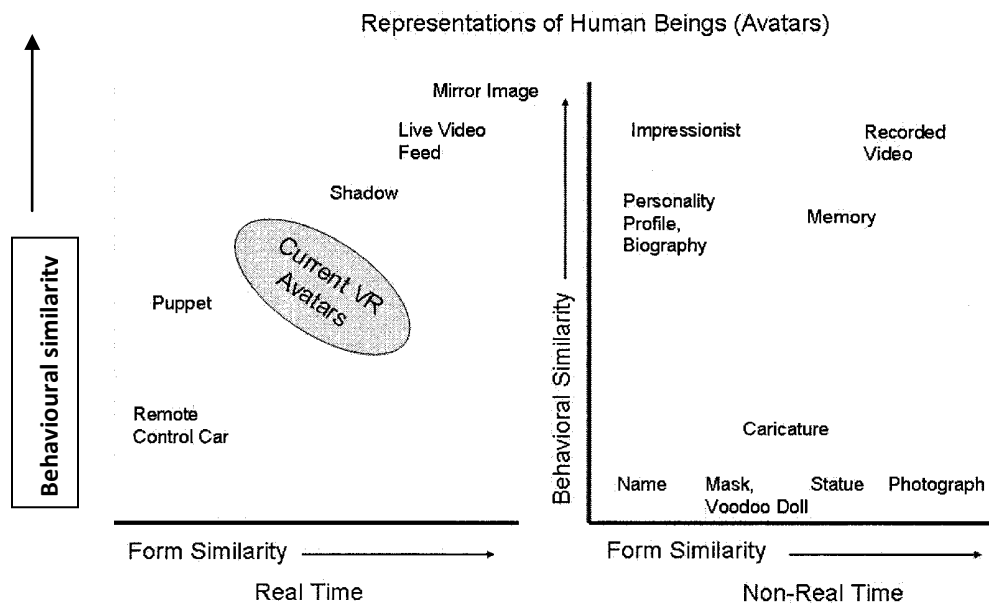 Representations of Human Beings (Avatars)
Behavioural similarity
Mirror Image
Live Video
Feed
Shadow
Current VR
Avatars
Puppet
Remote
Control Car
Form Similarity
Real Time
Behavioral Similarity
Impressionist
Recorded
Video
Personality
Profile,
Biography
Memory
Caricature
Name
Mask,
Voodoo Doll
Statue
Photograph
Form Similarity
Non-Real Time